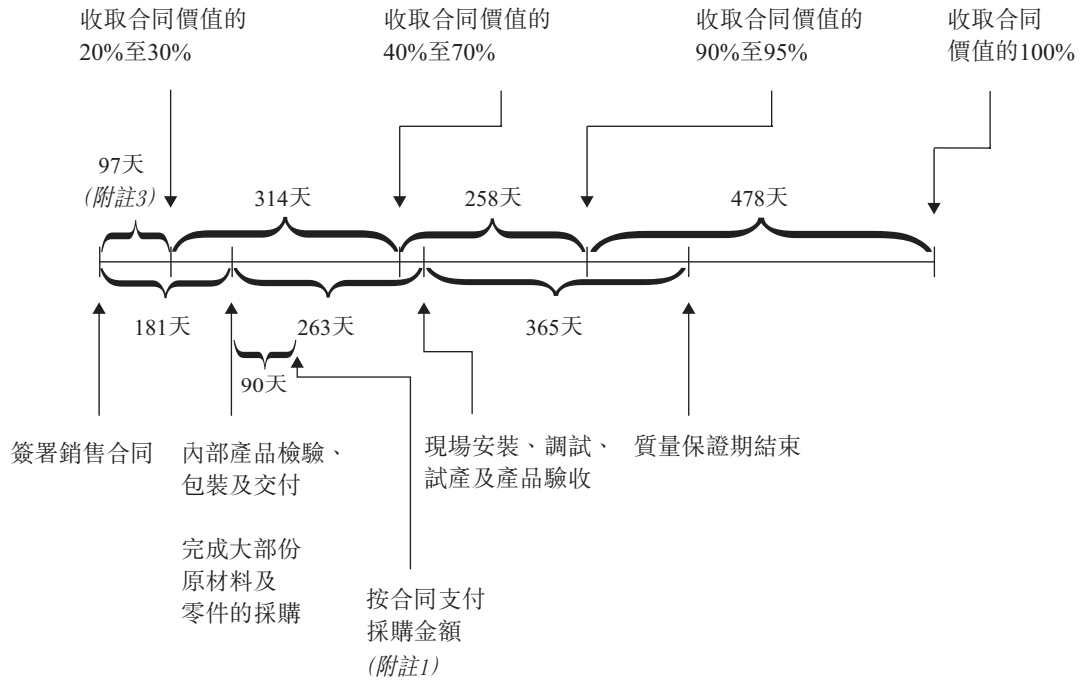 收取合同價值的
20%至30%
收取合同價值的
40%至70%
收取合同價值的
90%至95%
收取合同
價值的100%
97天
(附註3)
314天
258天
478天
181天
263天
365天
90天
簽署銷售合同
內部產品檢驗、
包裝及交付
完成大部份
原材料及
零件的採購
按合同支付
採購金額
(附註1)
現場安裝、調試、
試產及產品驗收
質量保證期結束